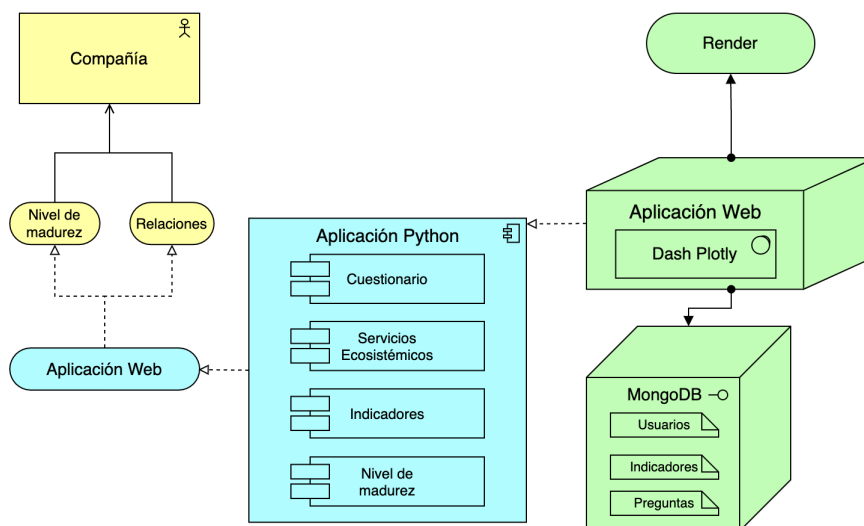 Compañía
Render
Nivel de
madurez
Relaciones
Aplicación Web
Dash Plotly
Aplicación Python
Cuestionario
Servicios
Ecosistémicos
Aplicación Web
Indicadores
Nivel de
madurez
MongoDB
Usuarios
Indicadores
Preguntas